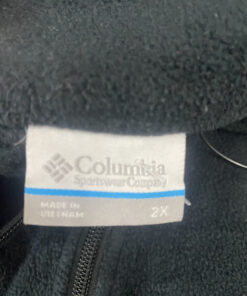 Columbia
Sportswear Company
MADE IN
VIETNAM
2X